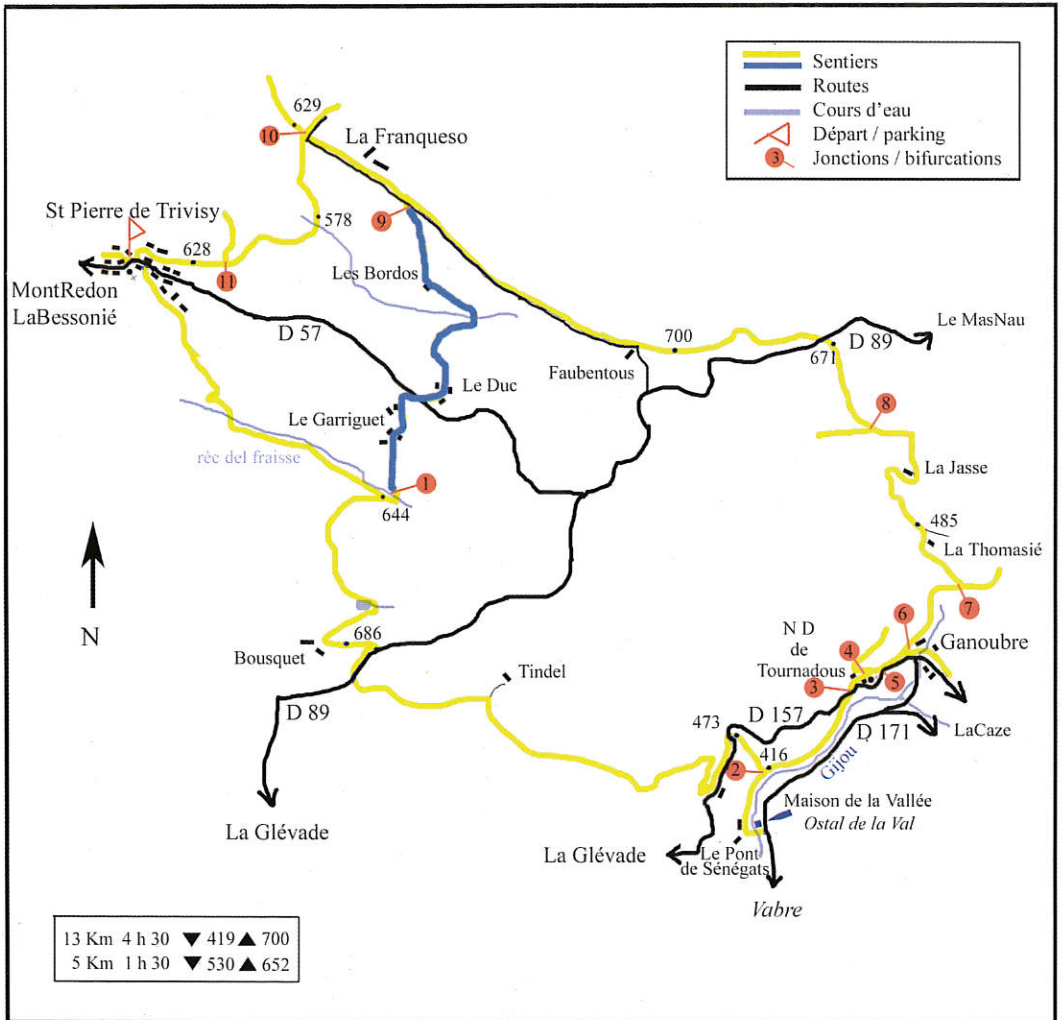 Sentiers
Routes
Cours d'eau
Départ / parking
3 Jonctions / bifurcations
629
10
La Franqueso
St Pierre de Trivisy
578
9
628
11
Les Bordos
MontRedon
LaBessonié
D 57
700
Le MasNau
D 89
671
Faubentous
Le Duc
Le Garriguet
8
rèc del fraisse
La Jasse
1
644
485
La Thomasié
7
6
N D
de
Tournadous
4
Ganoubre
5
3
N
686
Bousquet
Tindel
D 89
473
D 157
D 171
LaCaze
416
2
Gijou
Maison de la Vallée
Ostal de la Val
La Glévade
La Glévade
Le Pont
de Sénégats
Vabre
13 Km 4 h 30 ▼ 419 ▲ 700
5 Km 1 h 30 ▼ 530 ▲ 652